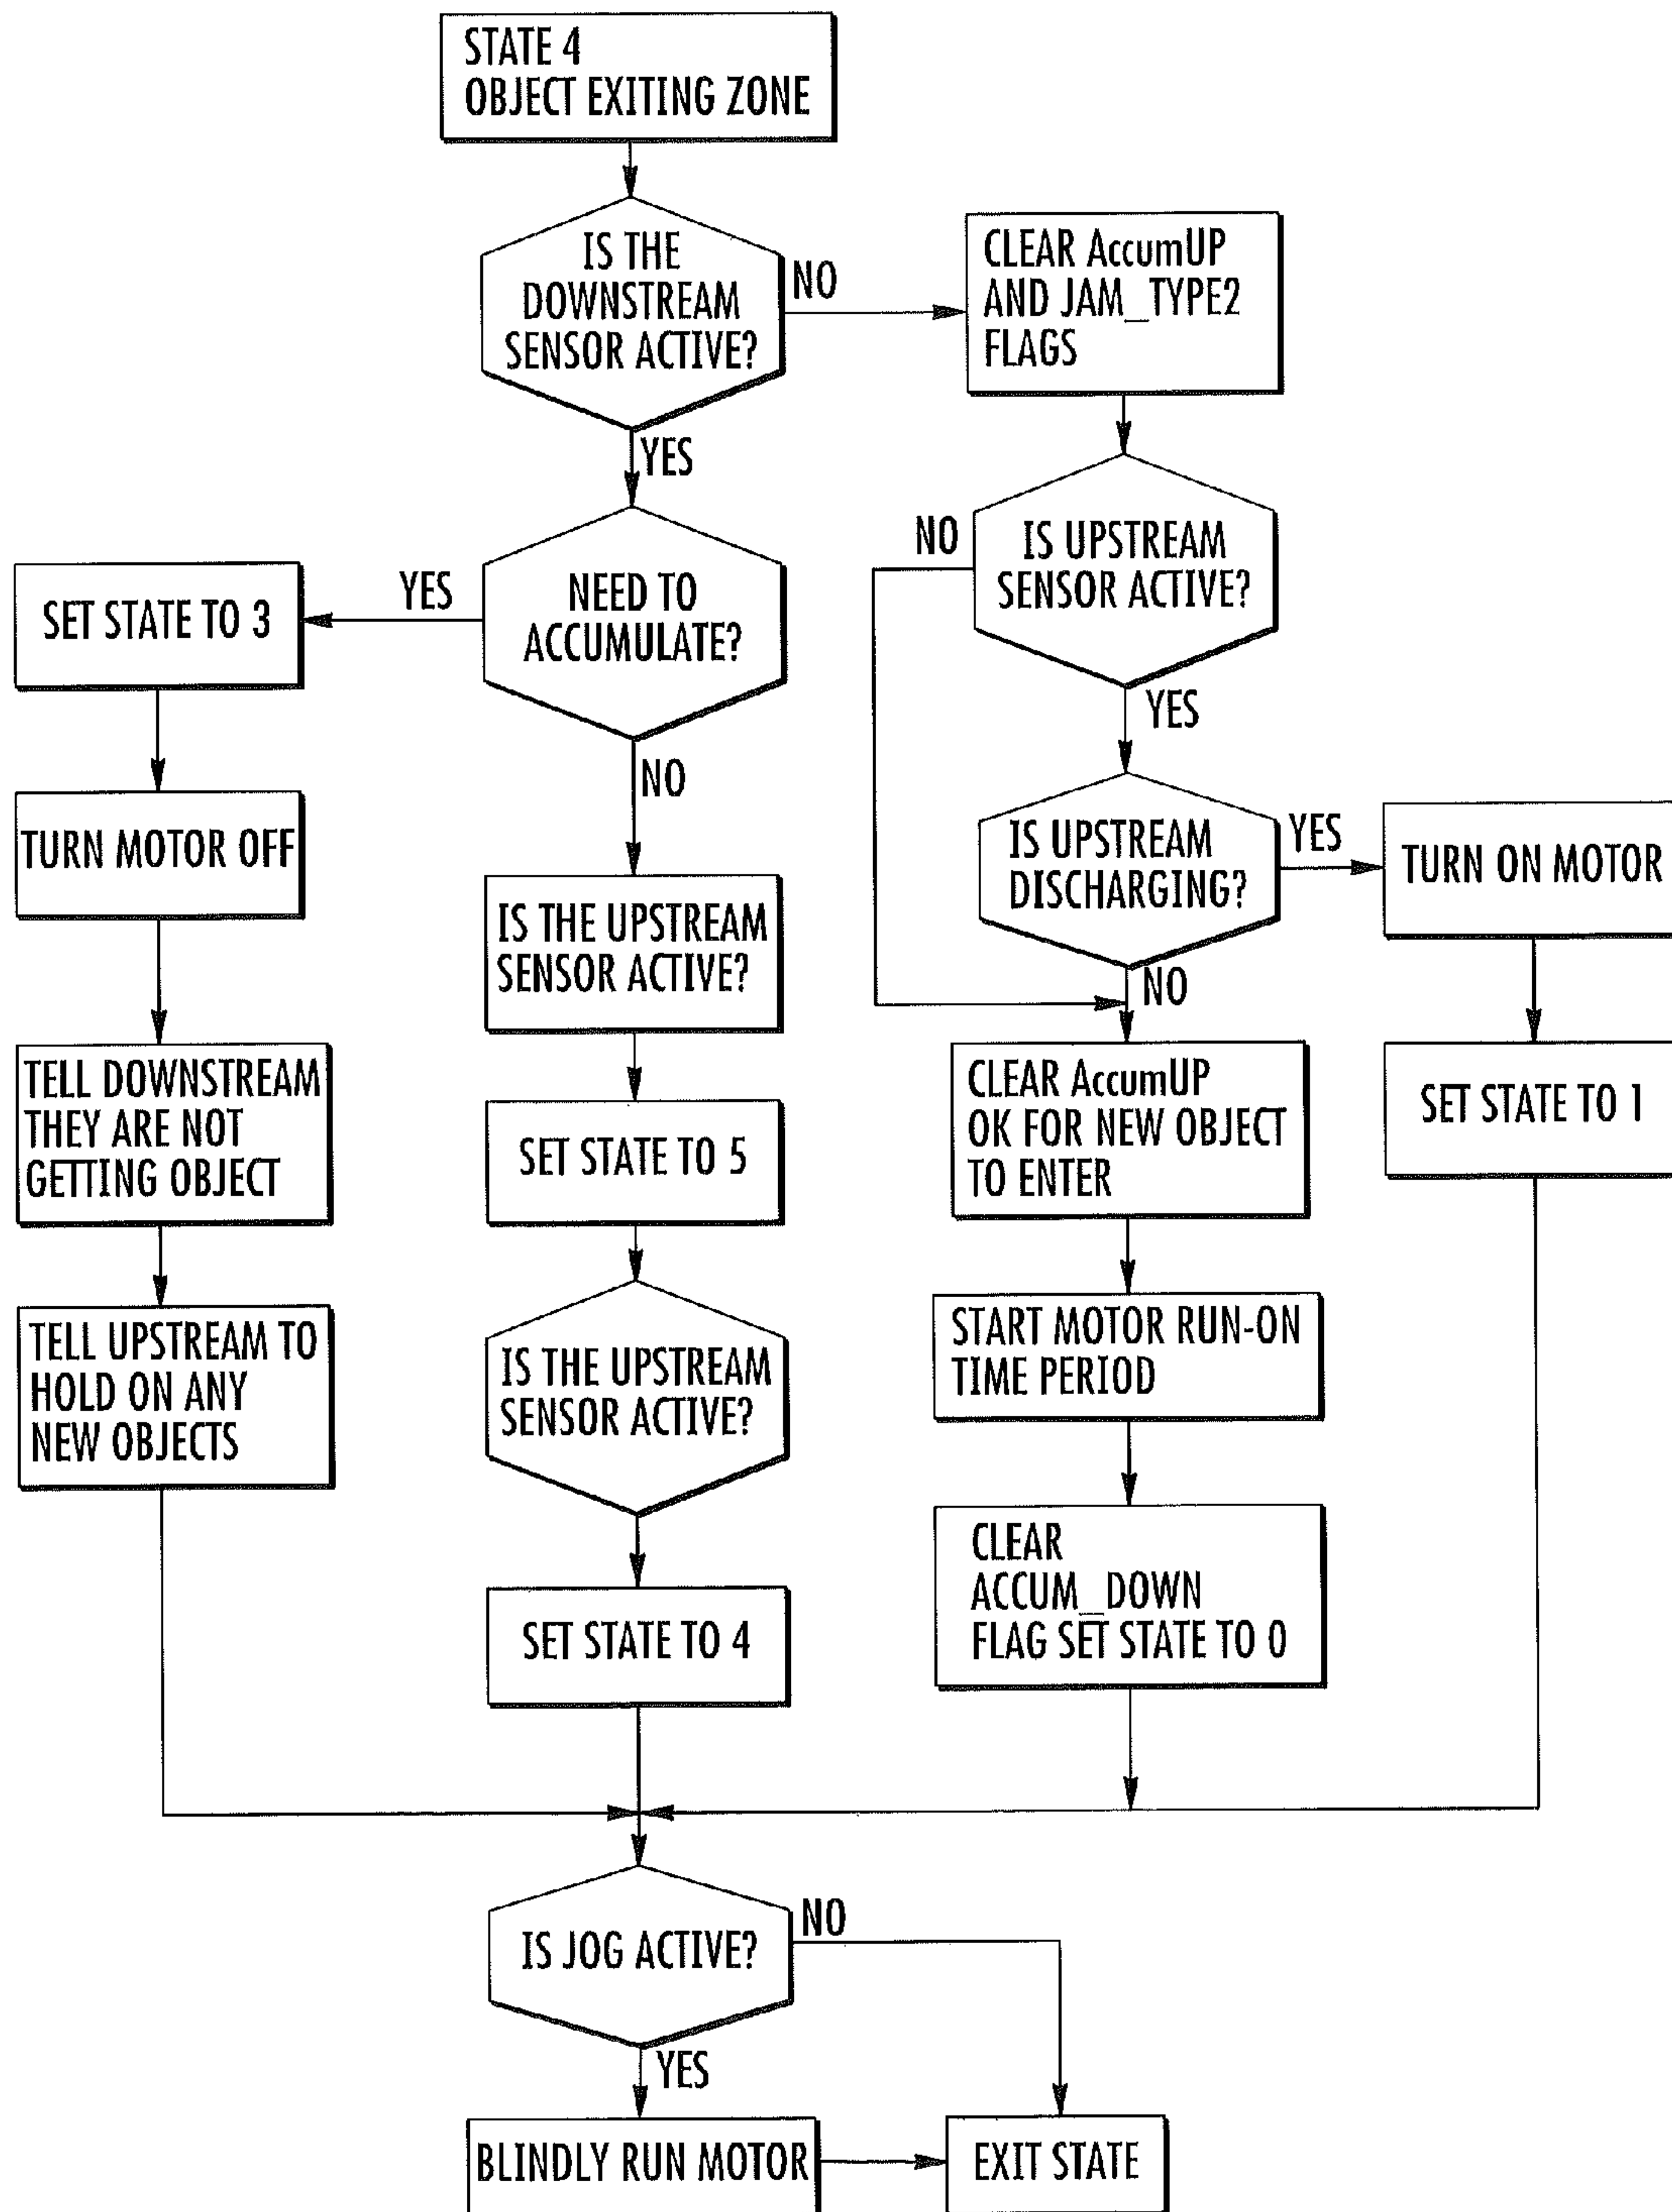 STATE 4
OBJECT EXITING ZONE
IS THE
DOWNSTREAM
SENSOR ACTIVE?
NO
CLEAR AccumUP
AND JAM_TYPE2
FLAGS
YES
NO
IS UPSTREAM
SENSOR ACTIVE?
SET STATE TO 3
YES
NEED TO
ACCUMULATE?
YES
NO
TURN MOTOR OFF
IS UPSTREAM
DISCHARGING?
YES
TURN ON MOTOR
IS THE UPSTREAM
SENSOR ACTIVE?
NO
TELL DOWNSTREAM
THEY ARE NOT
GETTING OBJECT
SET STATE TO 5
CLEAR AccumUP
OK FOR NEW OBJECT
TO ENTER
SET STATE TO 1
TELL UPSTREAM TO
HOLD ON ANY
NEW OBJECTS
IS THE UPSTREAM
SENSOR ACTIVE?
START MOTOR RUN-ON
TIME PERIOD
SET STATE TO 4
CLEAR
ACCUM_DOWN
FLAG SET STATE TO 0
IS JOG ACTIVE?
NO
YES
BLINDLY RUN MOTOR
EXIT STATE